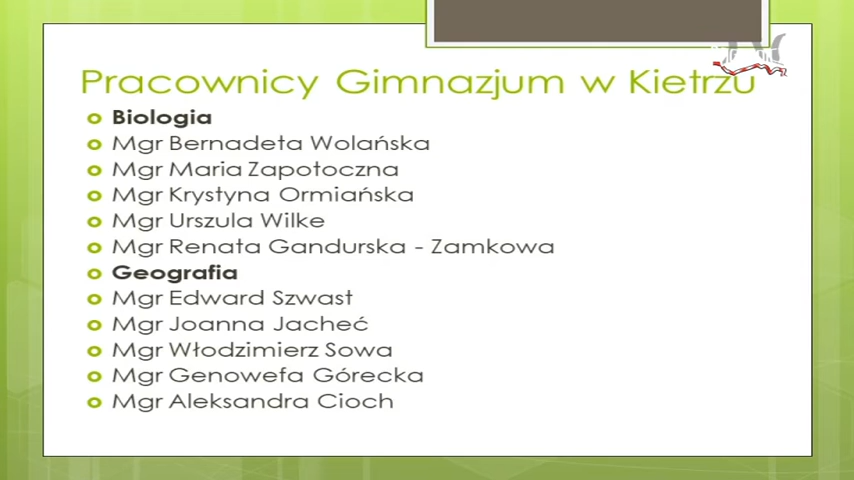 Pracownicy Gimnazjum w Kietrzu
Biologia
Mgr Bernadeta Wolańska
Mgr Maria Zapotoczna
Mgr Krystyna Ormiańska
Mgr Urszula Wilke
Mgr Renata Gandurska - Zamkowa
Geografia
Mgr Edward Szwast
Mgr Joanna Jacheć
Mgr Włodzimierz Sowa
Mgr Genowefa Górecka
Mgr Aleksandra Cioch